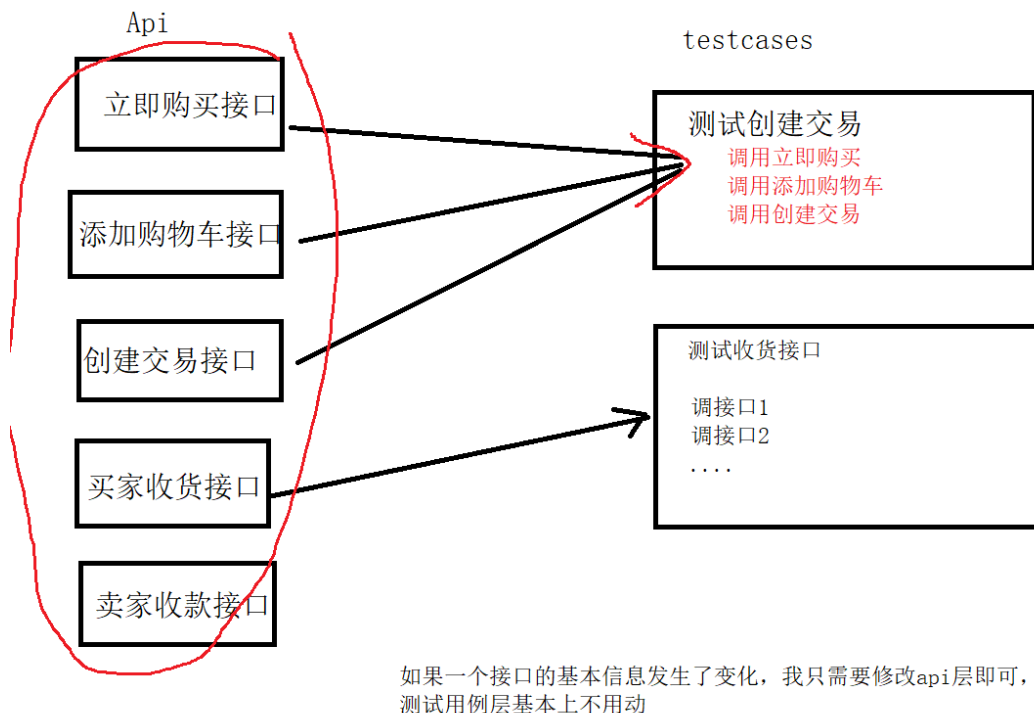 Api
立即购买接口
添加购物车接口
创建交易接口
买家收货接口
卖家收款接口
testcases
测试创建交易
调用立即购买
调用添加购物车
调用创建交易
测试收货接口
调接口1
调接口2
....
如果一个接口的基本信息发生了变化，我只需要修改api层即可，
测试用例层基本上不用动